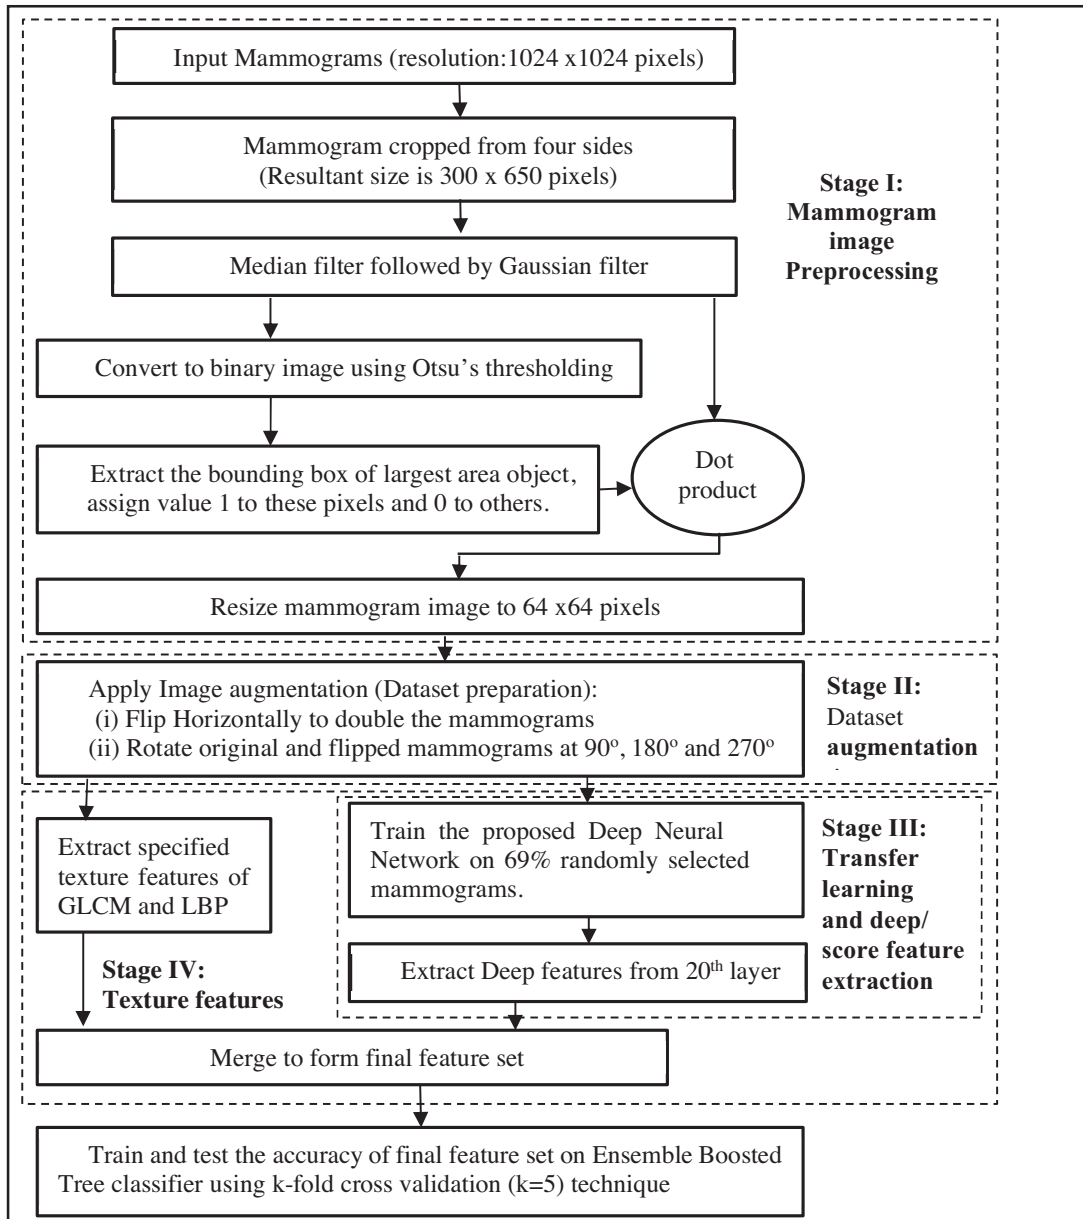 Input Mammograms (resolution:1024 x1024 pixels)
Mammogram cropped from four sides
(Resultant size is 300 x 650 pixels)
Stage I:
Mammogram
image
Preprocessing
Median filter followed by Gaussian filter
Convert to binary image using Otsu's thresholding
Extract the bounding box of largest area object,
assign value 1 to these pixels and 0 to others.
Dot
product
Resize mammogram image to 64 x64 pixels
Apply Image augmentation (Dataset preparation):
(i) Flip Horizontally to double the mammograms
(ii) Rotate original and flipped mammograms at 90º, 180º and 270º
Stage II:
Dataset
augmentation
Extract specified
texture features of
GLCM and LBP
Train the proposed Deep Neural
Network on 69% randomly selected
mammograms.
Stage III:
Transfer
learning
and deep/
score feature
extraction
Extract Deep features from 20th layer
Stage IV:
Texture features
Merge to form final feature set
Train and test the accuracy of final feature set on Ensemble Boosted
Tree classifier using k-fold cross validation (k=5) technique